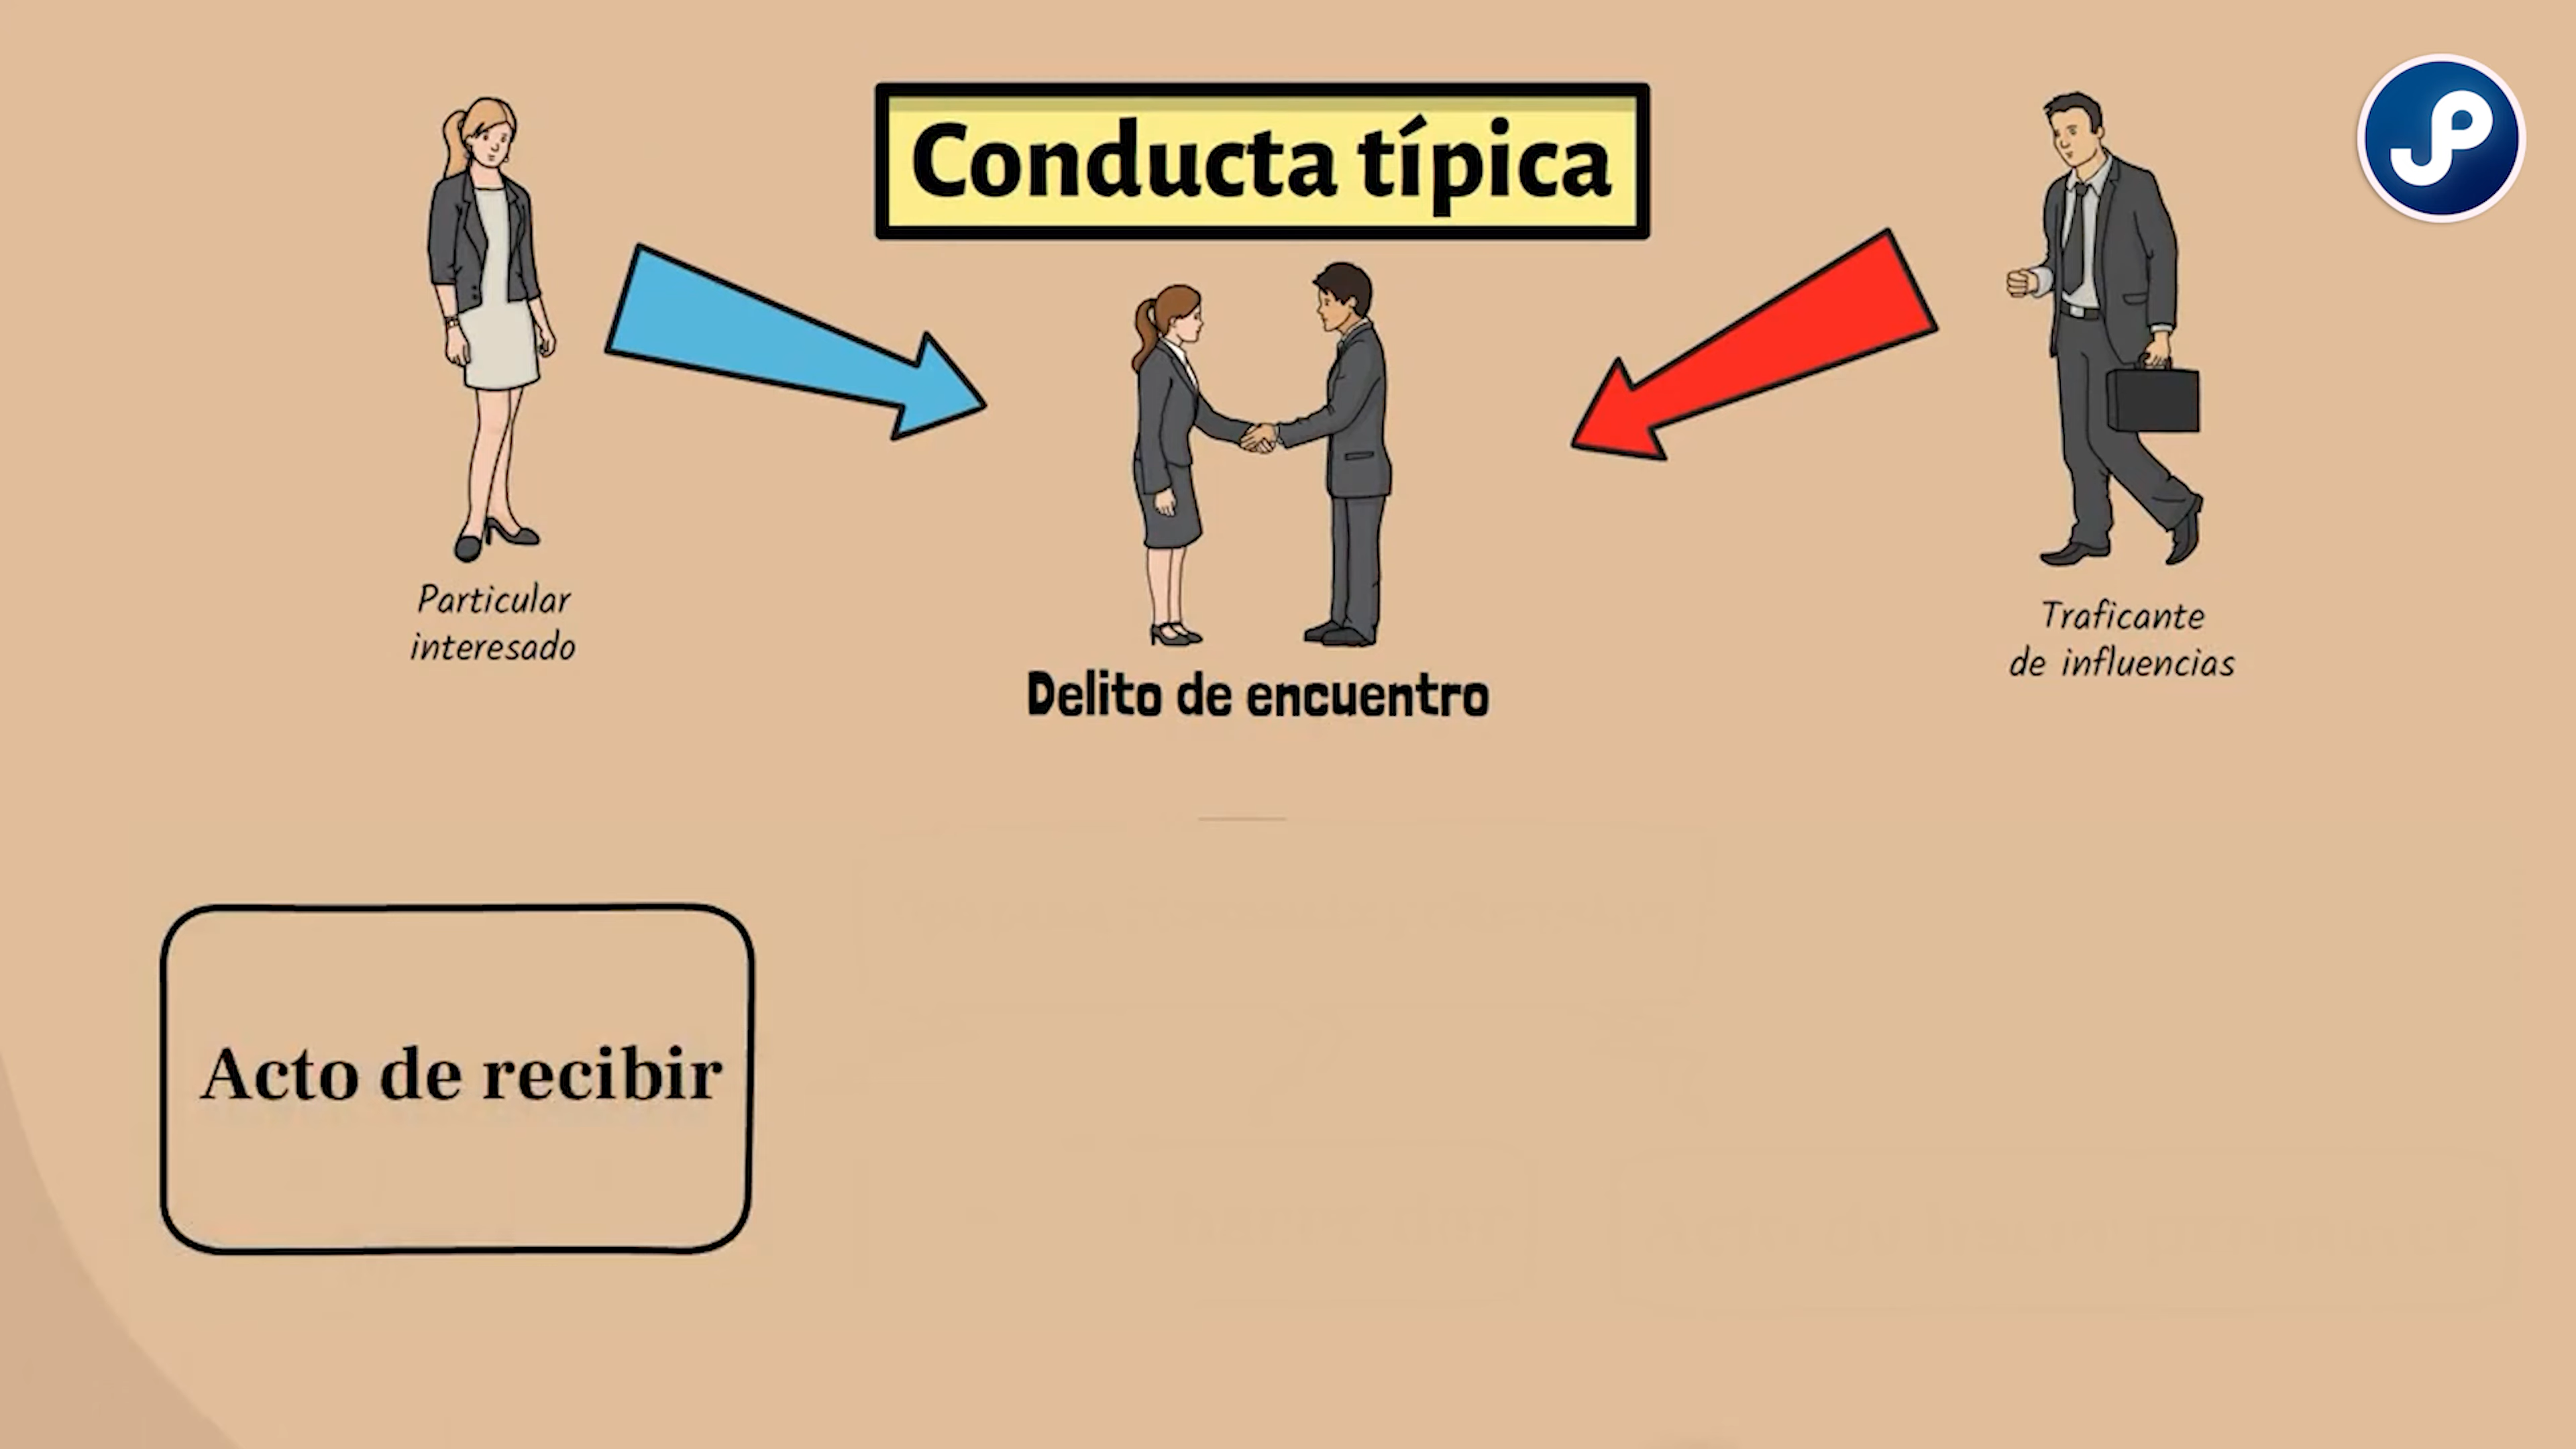 Conducta típica
Particular
interesado
Traficante
de influencias
Delito de encuentro
Acto de recibir